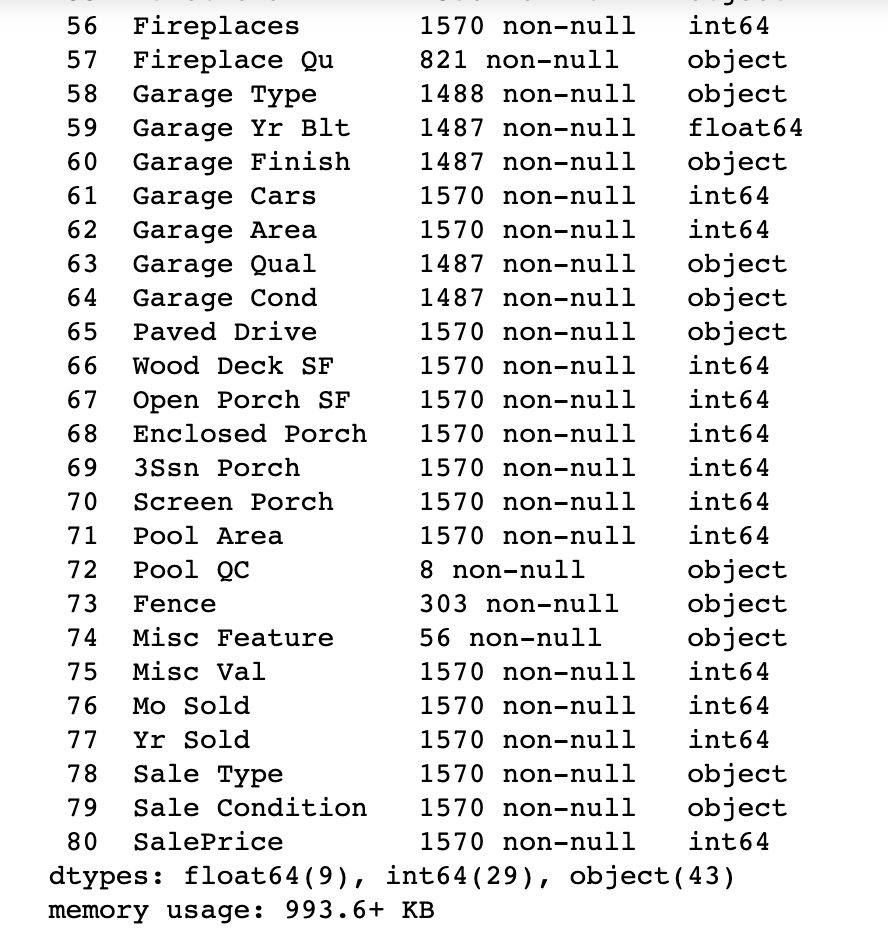 56 Fireplaces 1570 non-null int64
57 Fireplace Qu 821 non-null object
58 Garage Type 1488 non-null object
59 Garage Yr Blt 1487 non-null float64
60 Garage Finish 1487 non-null object
61 Garage Cars 1570 non-null int64
62 Garage Area 1570 non-null int64
63 Garage Qual 1487 non-null object
64 Garage Cond 1487 non-null object
65 Paved Drive 1570 non-null object
66 Wood Deck SF 1570 non-null int64
67 Open Porch SF 1570 non-null int64
68 Enclosed Porch 1570 non-null int64
69 3Ssn Porch 1570 non-null int64
70 Screen Porch 1570 non-null int64
71 Pool Area 1570 non-null int64
72 Pool QC 8 non-null object
73 Fence 303 non-null object
74 Misc Feature 56 non-null object
75 Misc Val 1570 non-null int64
76 Mo Sold 1570 non-null int64
77 Yr Sold 1570 non-null int64
78 Sale Type 1570 non-null object
79 Sale Condition 1570 non-null object
80 SalePrice 1570 non-null int64
dtypes: float64(9), int64(29), object(43)
memory usage: 993.6+ KB